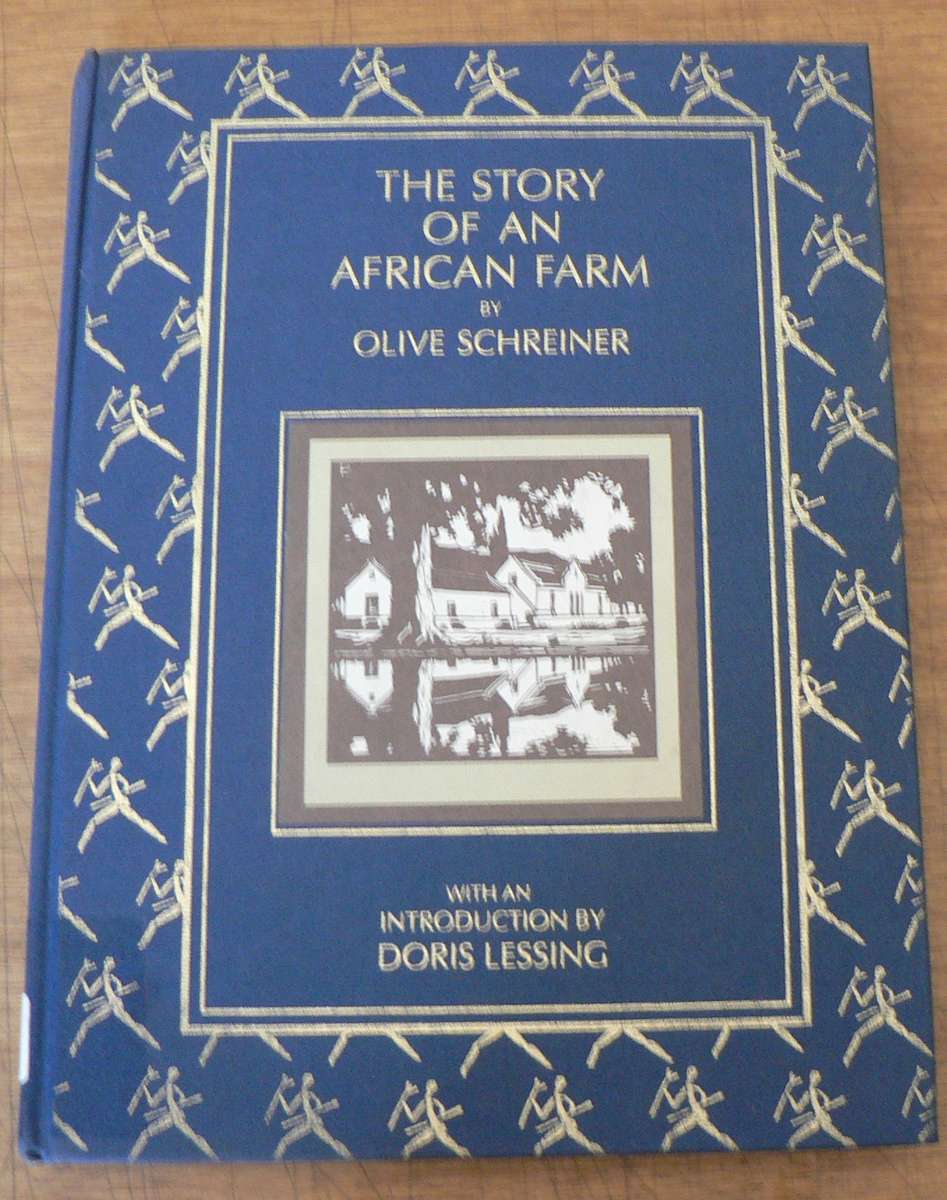 THE STORY
OF AN
AFRICAN FARM
BY
OLIVE SCHREINER
WITH AN
INTRODUCTION BY
DORIS LESSING